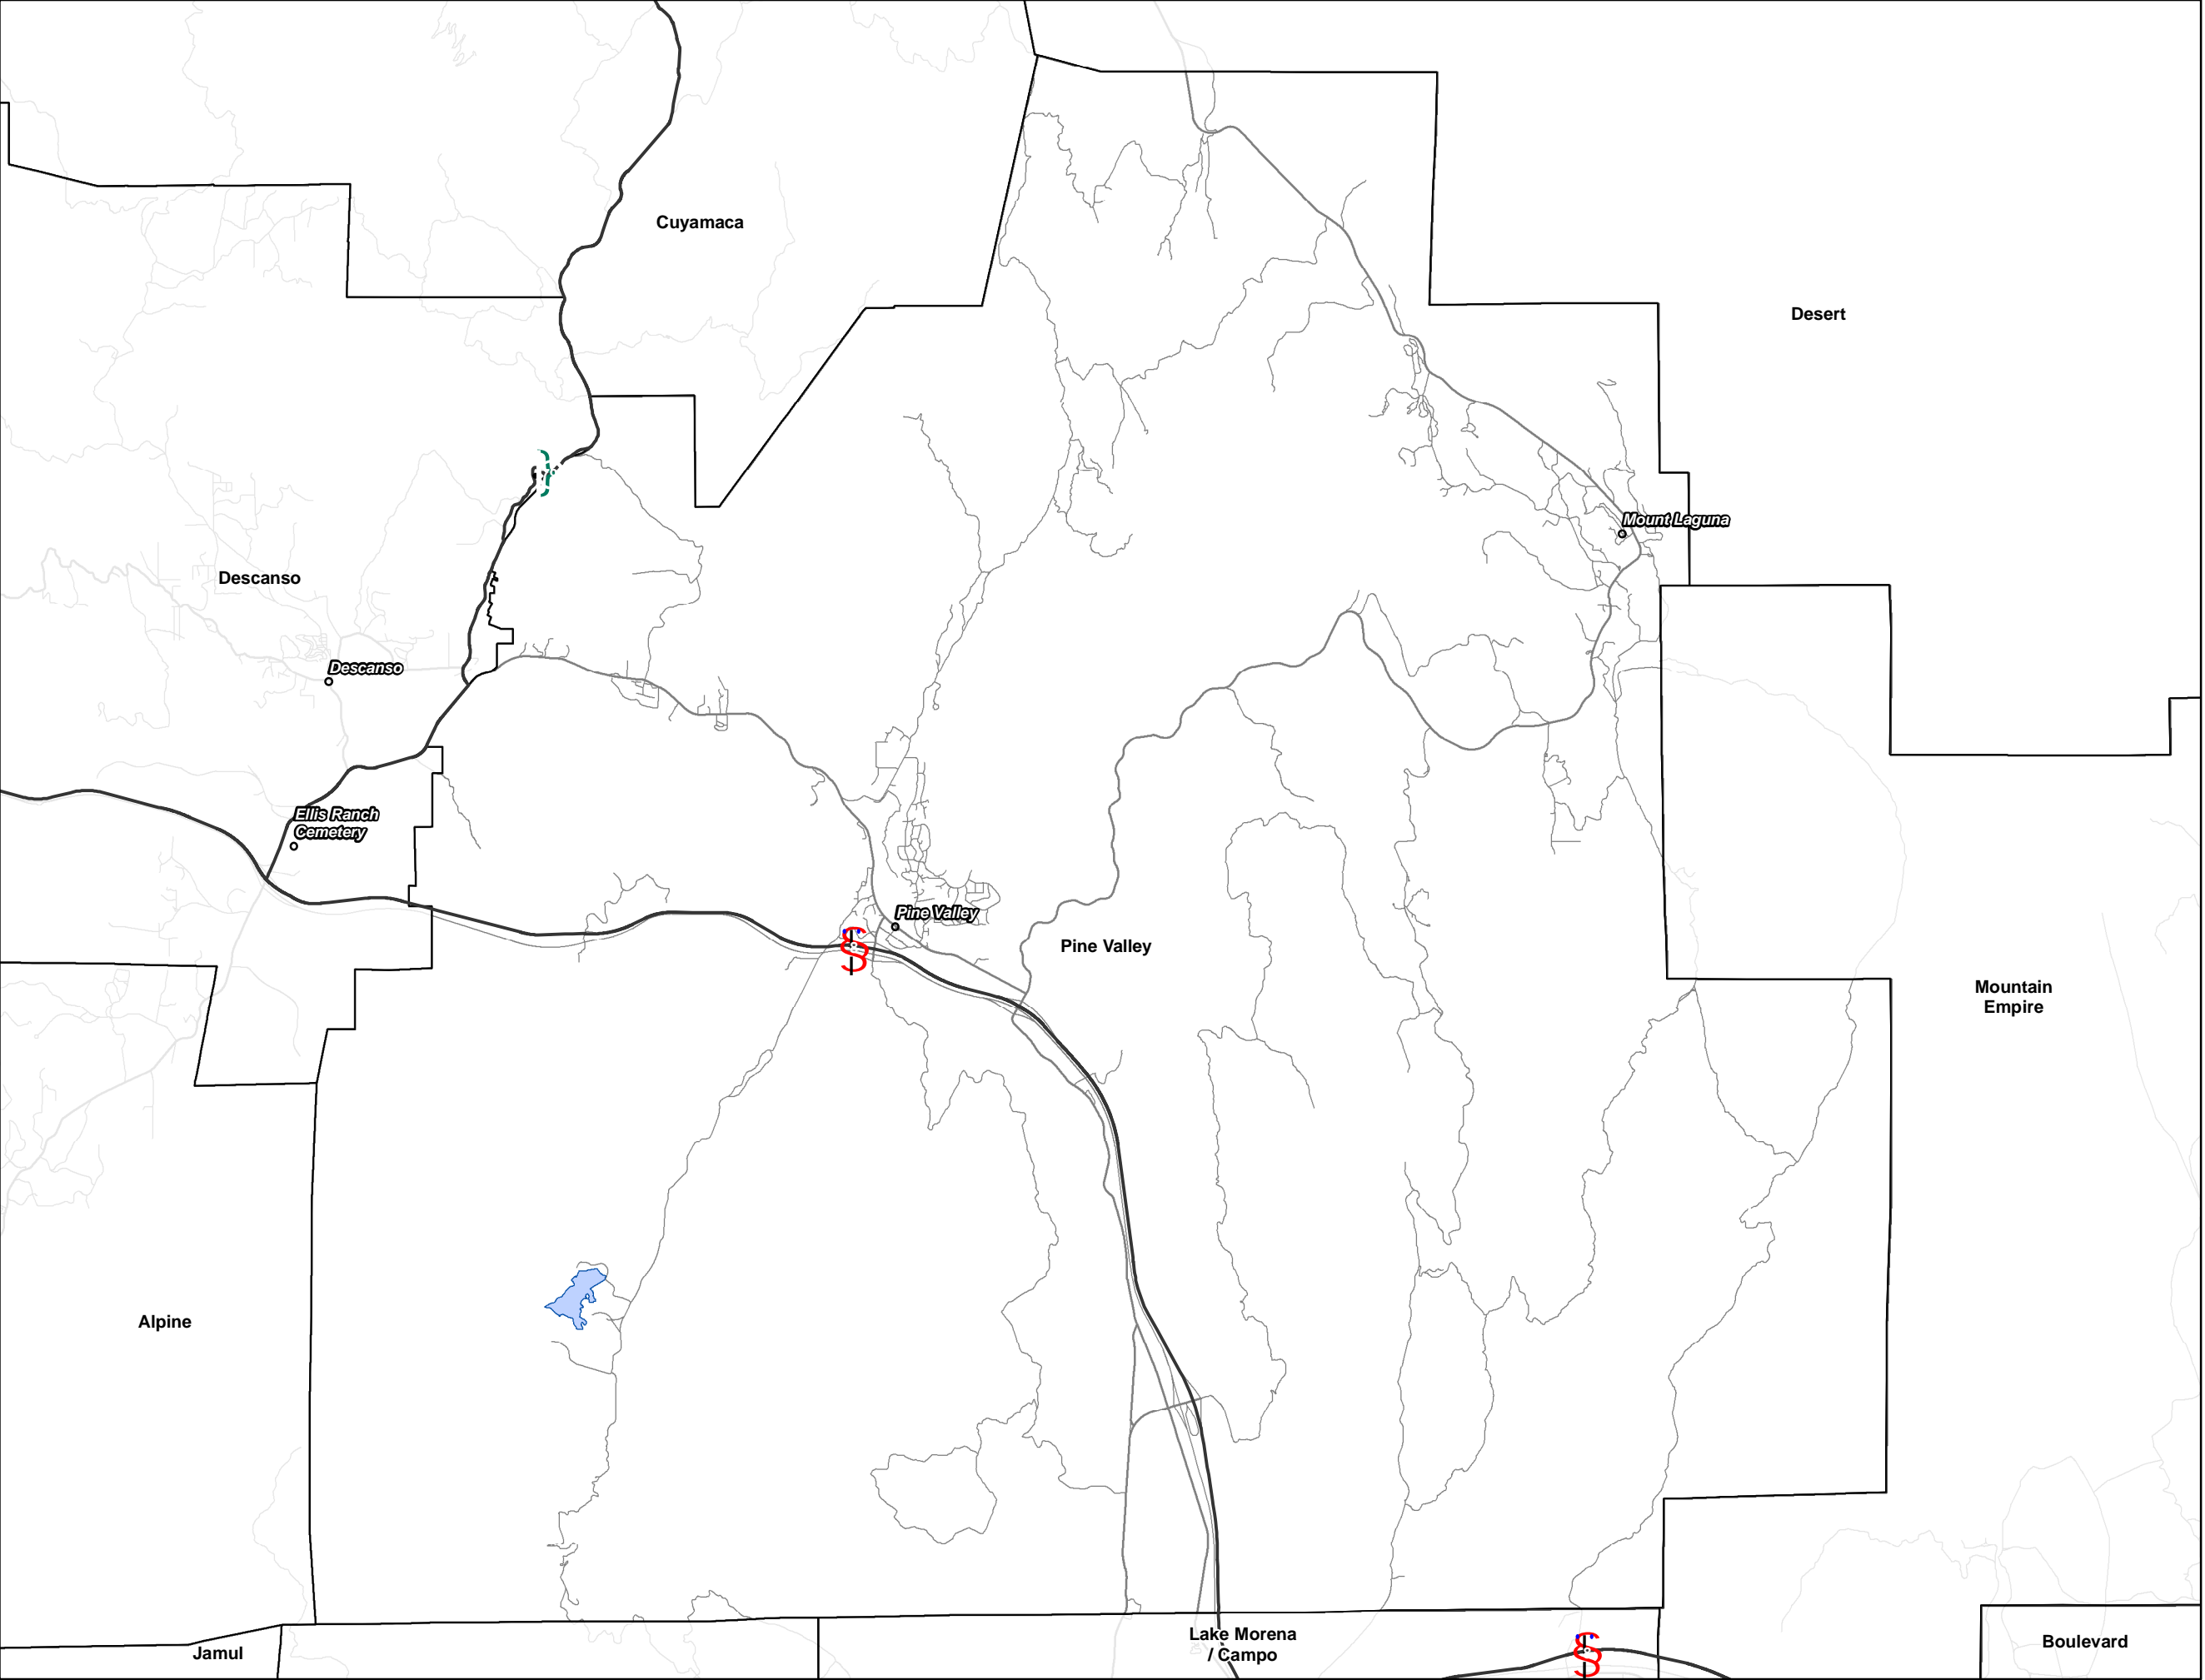 Cuyamaca
Desert
Mount Laguna
Descanso
Descanso
Ellis Ranch
Cemetery
Pine Valley
Pine Valley
Mountain
Empire
Alpine
Jamul
Lake Morena
/ Campo
Boulevard